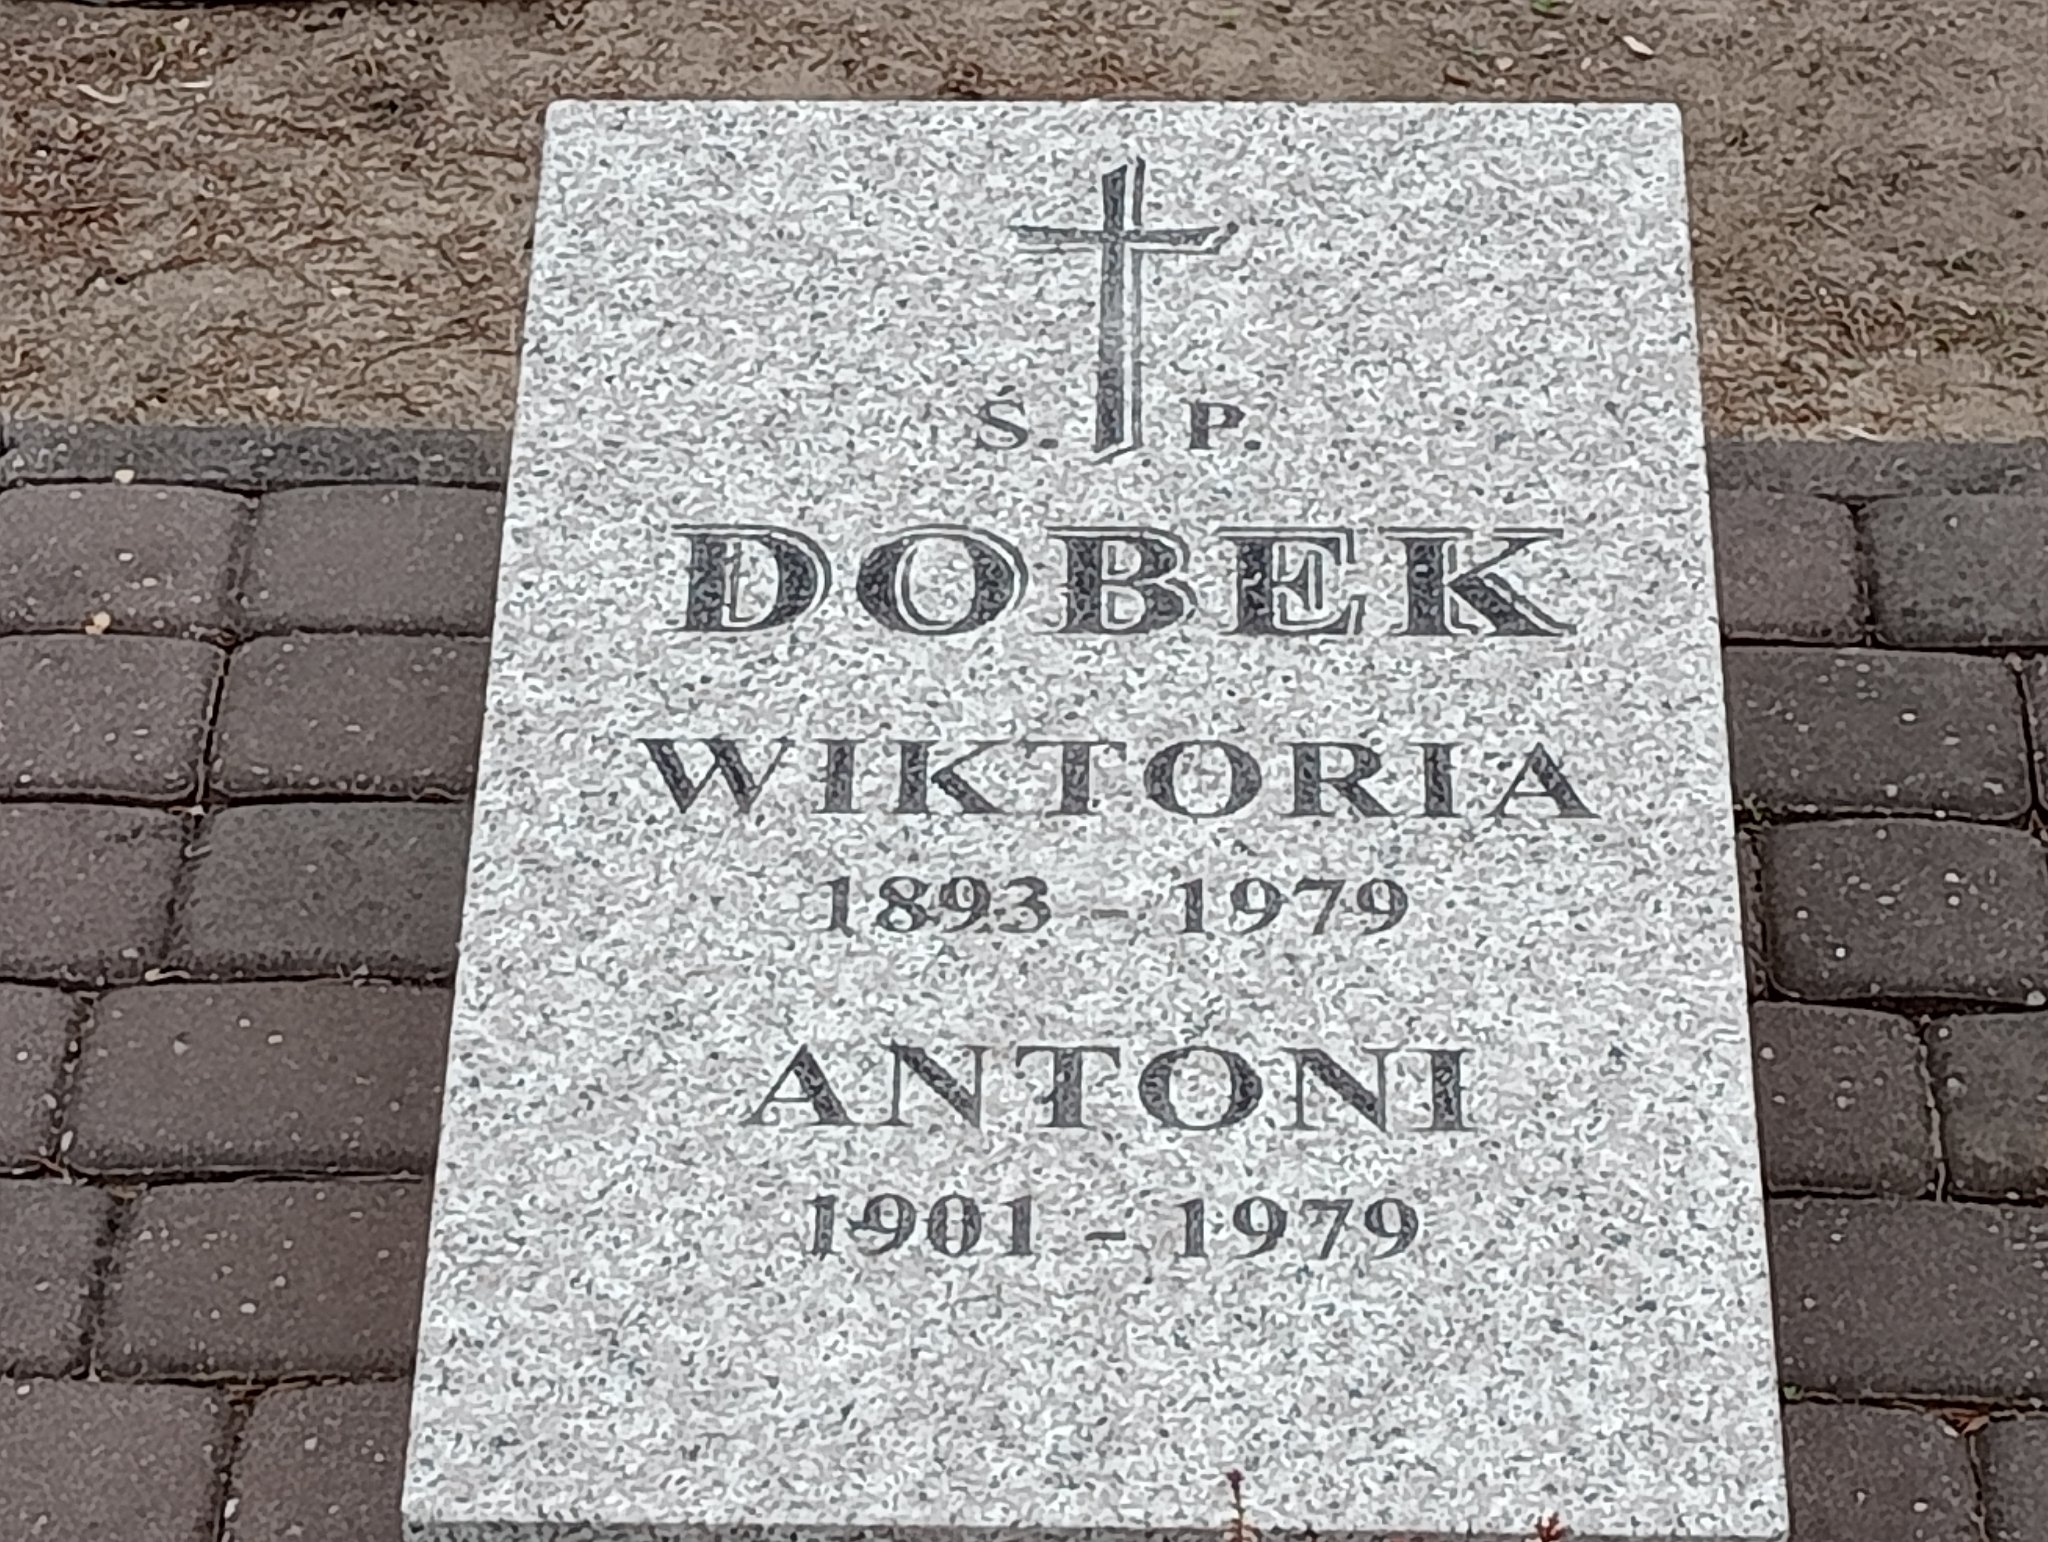 Ś. P.
DOBEK
WIKTORIA
1893 - 1979
ANTONI
1901 - 1979